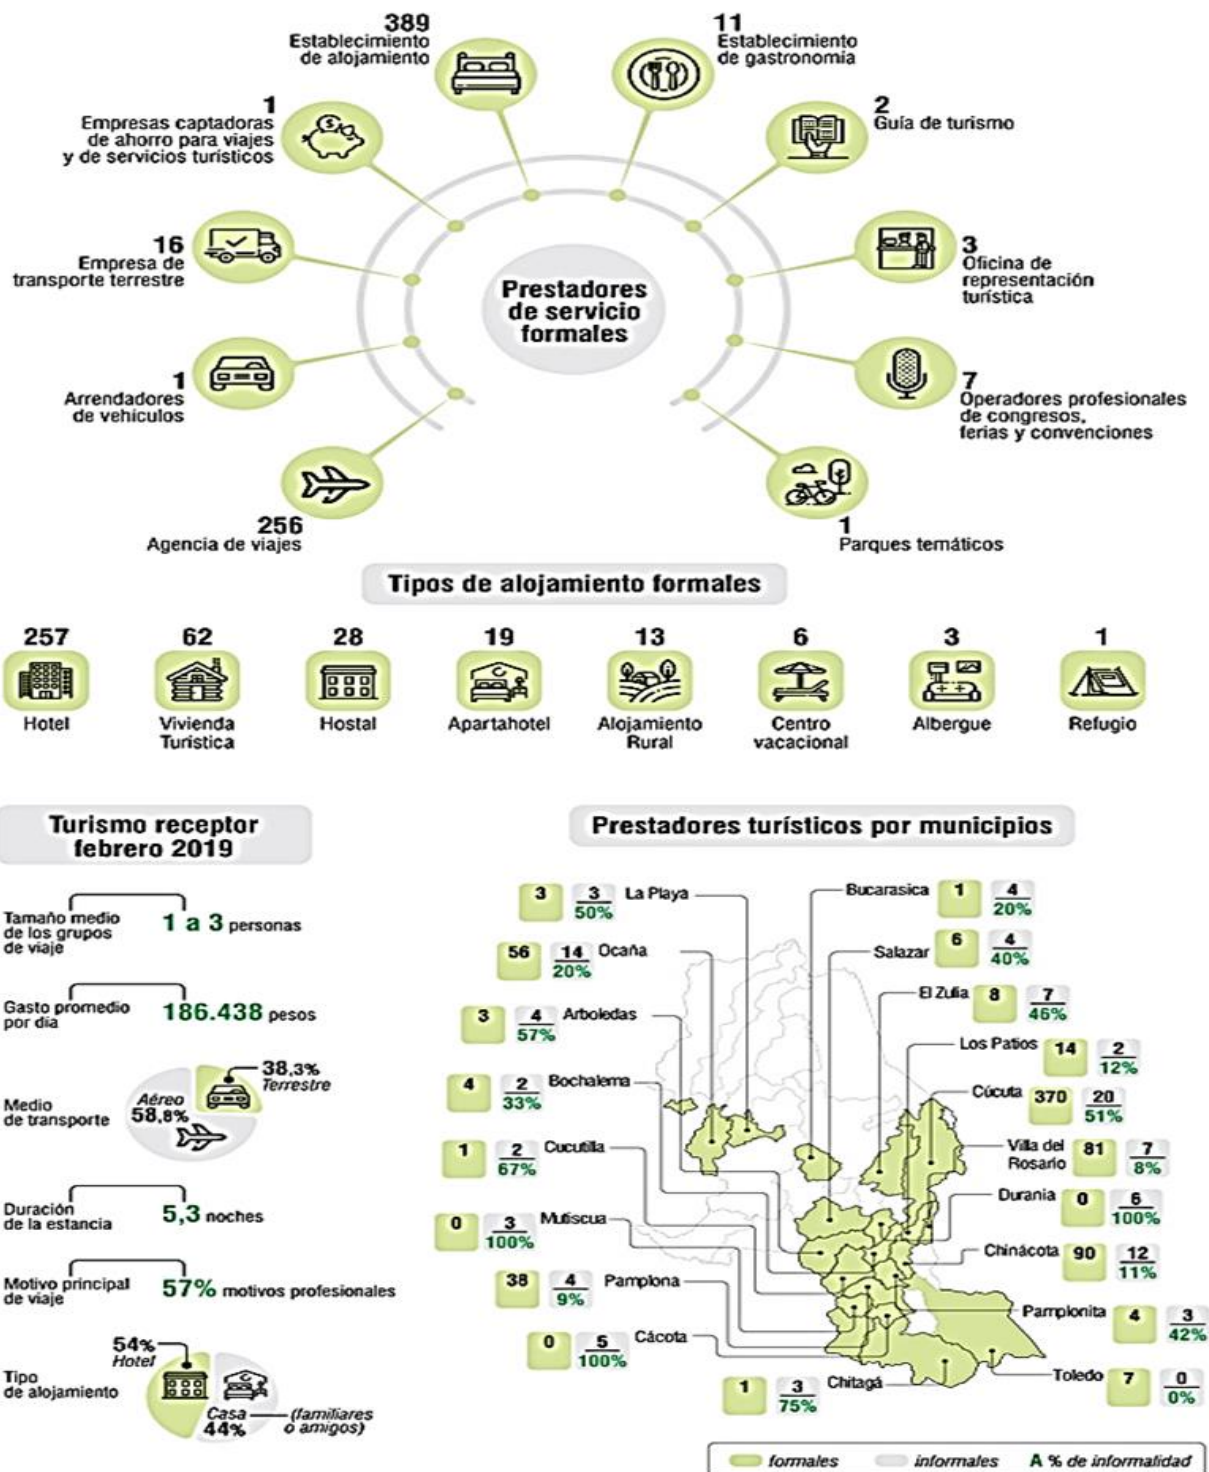 389
Establecimiento
de alojamiento
11
Establecimiento
de gastronomía
1
Empresas captadoras
de ahorro para viajes
y de servicios turísticos
2
Guía de turismo
16
Empresa de
transporte terrestre
3
Oficina de
representación
turística
Prestadores
de servicio
formales
1
Arrendadores
de vehículos
7
Operadores profesionales
de congresos,
ferias y convenciones
256
Agencia de viajes
1
Parques temáticos
Tipos de alojamiento formales
257
Hotel
62
Vivienda
Turística
28
Hostal
19
Apartahotel
13
Alojamiento
Rural
6
Centro
vacacional
3
Albergue
1
Refugio
Turismo receptor
febrero 2019
Tamaño medio
de los grupos
de viaje
1 a 3 personas
Gasto promedio
por día
186.438 pesos
Medio
de transporte
Aéreo
58,8%
38,3%
Terrestre
Duración
de la estancia
5,3 noches
Motivo principal
de viaje
57% motivos profesionales
Tipo
de alojamiento
54%
Hotel
Casa
44%
(familiares
o amigos)
Prestadores turísticos por municipios
3 3 La Playa
50%
56 14 Ocaña
20%
3 4 Arboledas
57%
4 2 Bochalema
33%
1 2 Cucutilla
67%
0 3 Mutiscua
100%
38 4 Pamplona
9%
0 5 Cácota
100%
1 3 Chitagá
75%
Bucarasica 1 4
20%
Salazar 6 4
40%
El Zulia 8 7
46%
Los Patios 14 2
12%
Cúcuta 370 20
51%
Villa del
Rosario 81 7
8%
Durania 0 6
100%
Chinácota 90 12
11%
Pamplonita 4 3
42%
Toledo 7 0
0%
formales informales A % de informalidad